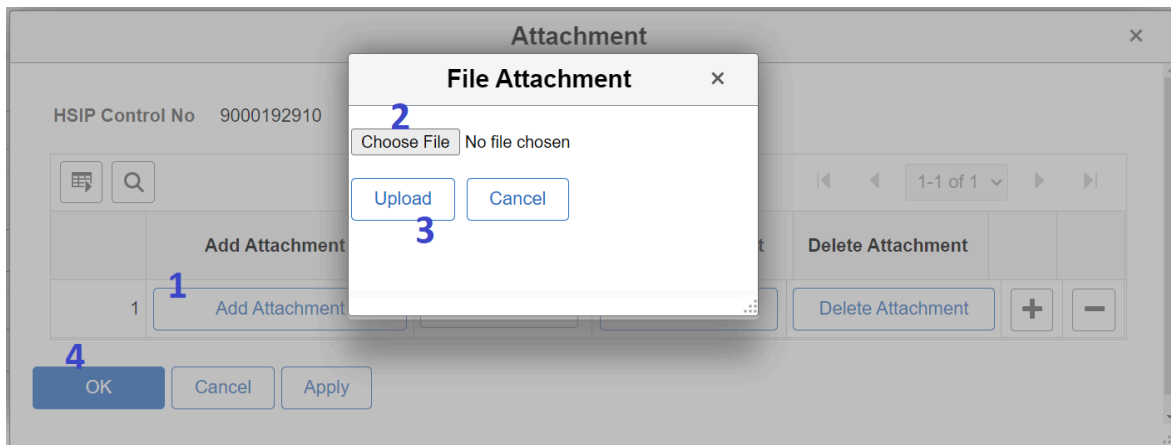 Attachment
File Attachment
HSIP Control No 9000192910
2
Choose File No file chosen
1-1 of 1
Upload Cancel
3
Add Attachment t Delete Attachment
1
1 Add Attachment Delete Attachment
4
OK Cancel Apply